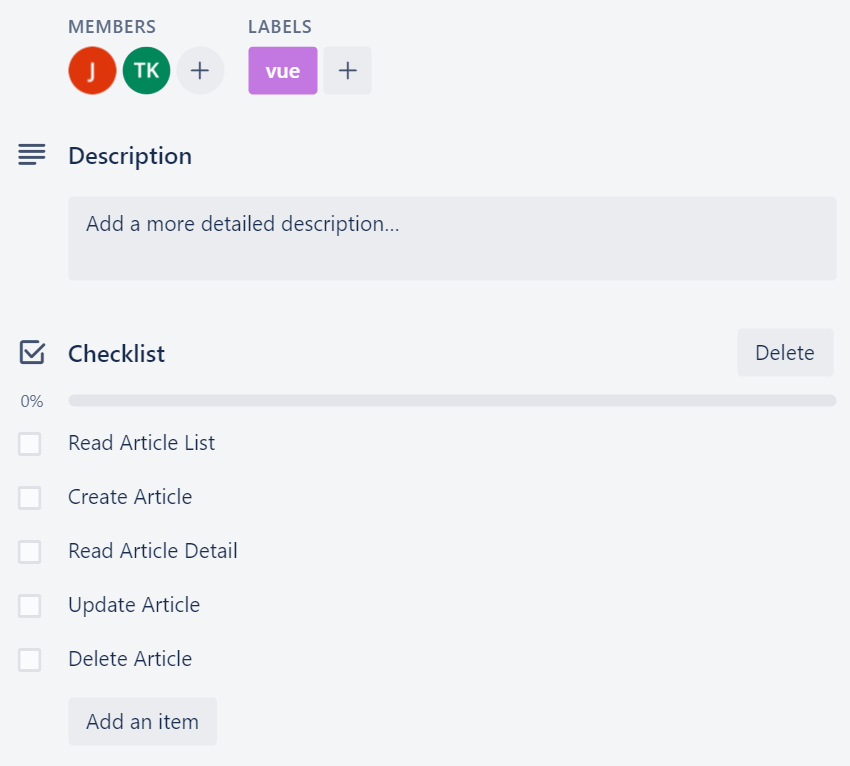 MEMBERS LABELS
J TK + vue +
Description
Add a more detailed description...
Checklist Delete
0%
Read Article List
Create Article
Read Article Detail
Update Article
Delete Article
Add an item